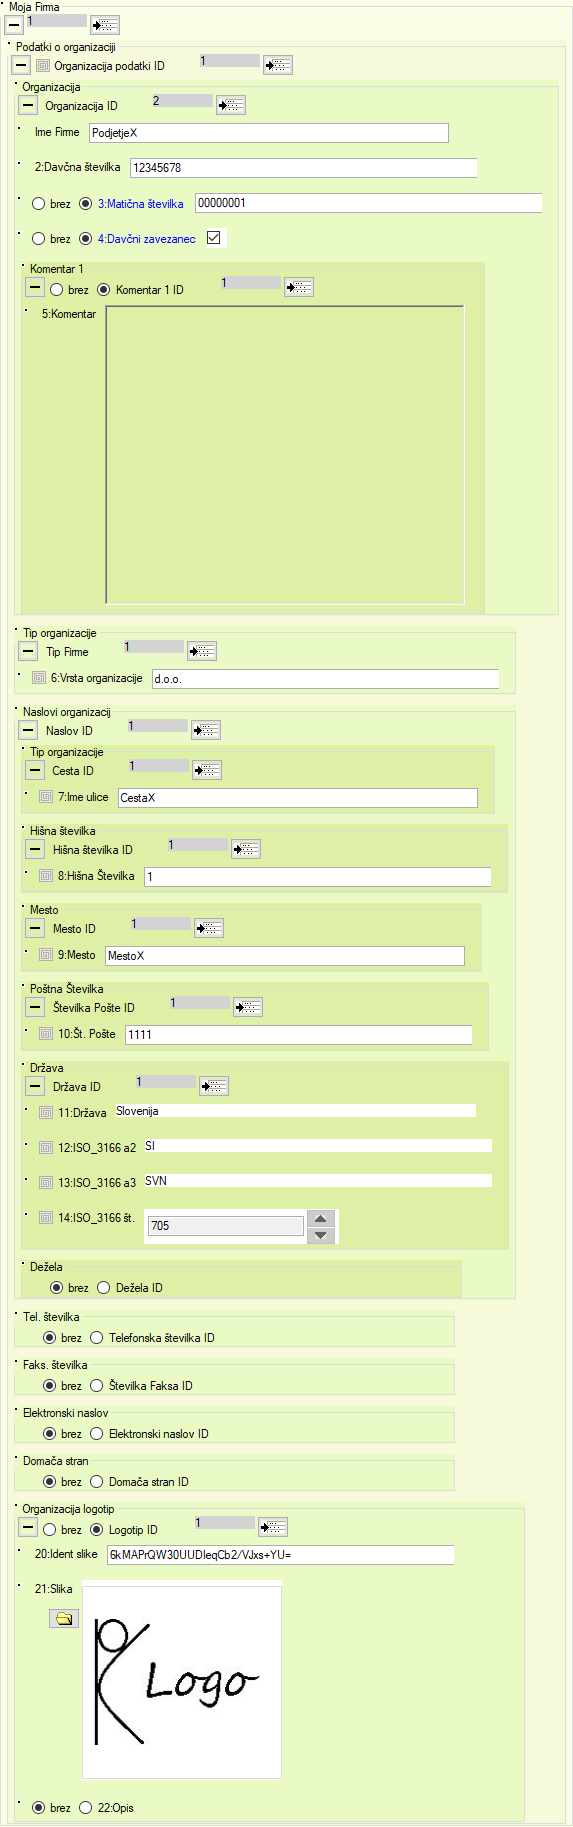 Moja Firma
1
Podatki o organizaciji
Organizacija podatki ID 1
Organizacija
Organizacija ID 2
Ime Firme PodjetjeX
2:Davčna številka 12345678
brez 3:Matična številka 00000001
brez 4:Davčni zavezanec
Komentar 1
brez Komentar 1 ID 1
5:Komentar
Tip organizacije
Tip Firme 1
6:Vrsta organizacije d.o.o.
Naslovi organizacij
Naslov ID 1
Tip organizacije
Cesta ID 1
7:Ime ulice CestaX
Hišna številka
Hišna številka ID 1
8:Hišna Številka 1
Mesto
Mesto ID 1
9:Mesto MestoX
Poštna Številka
Številka Pošte ID 1
10:Št. Pošte 1111
Država
Država ID 1
11:Država Slovenija
12:ISO_3166 a2 SI
13:ISO_3166 a3 SVN
14:ISO_3166 št. 705
Dežela
brez Dežela ID
Tel. številka
brez Telefonska številka ID
Faks. številka
brez Številka Faksa ID
Elektronski naslov
brez Elektronski naslov ID
Domača stran
brez Domača stran ID
Organizacija logotip
brez Logotip ID 1
20:Ident slike 6kMAPrQW30UUDIeqCb2/VJxs+YU=
21:Slika
Logo
brez 22:Opis